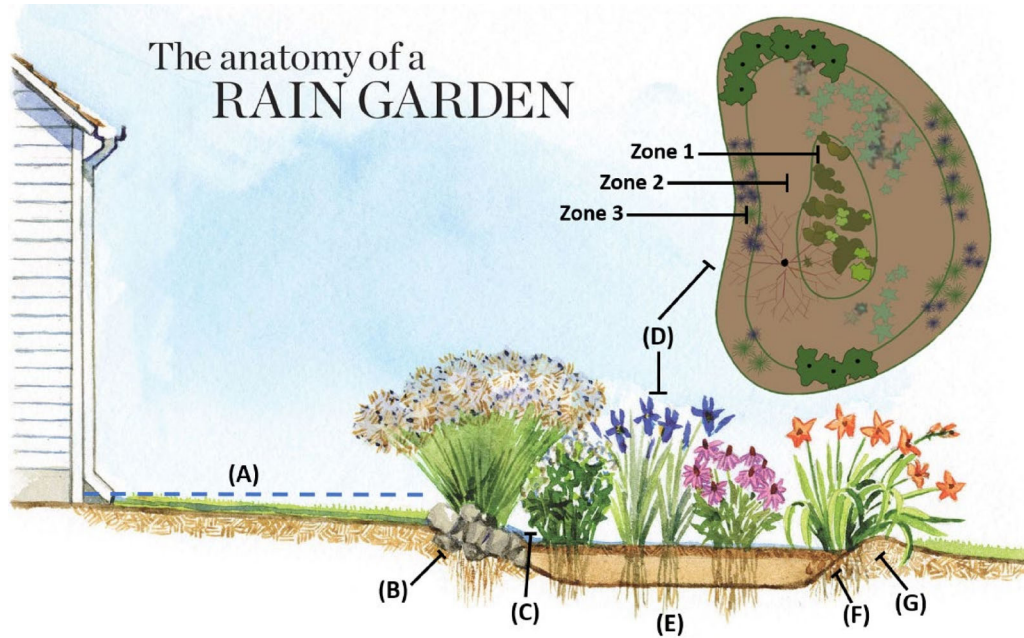 The anatomy of a
RAIN GARDEN
Zone 1
Zone 2
Zone 3
(D)
(A)
(B)
(C)
(E)
(F)
(G)